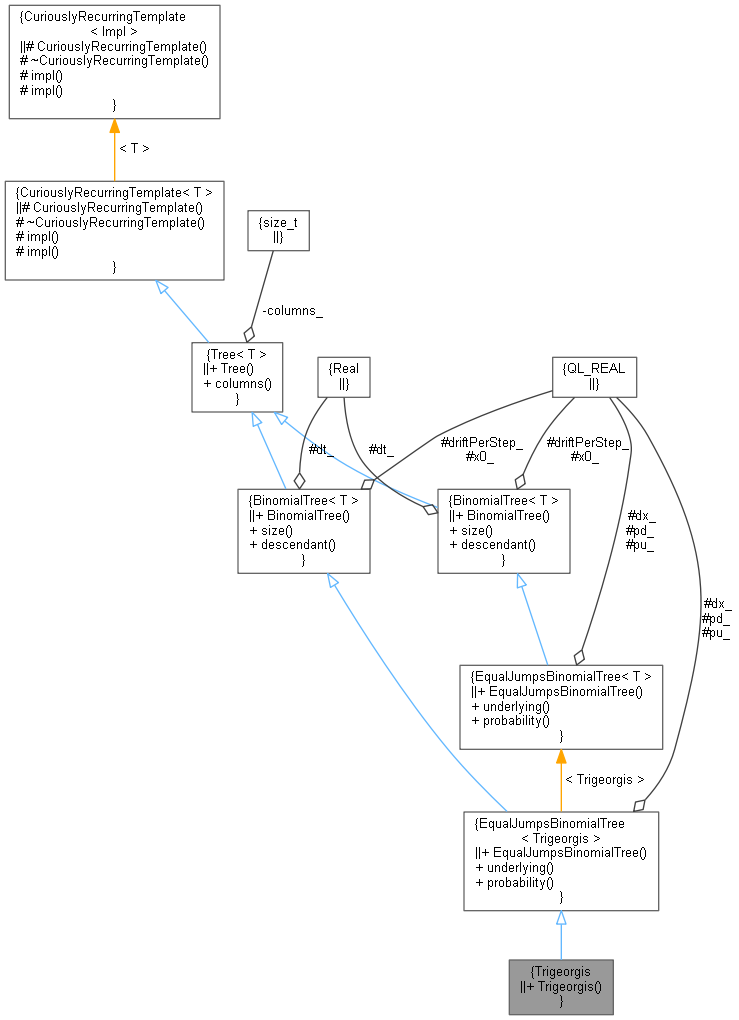 {CuriouslyRecurringTemplate
< Impl >
||# CuriouslyRecurringTemplate()
# ~CuriouslyRecurringTemplate()
# impl()
# impl()
}
< T >
{CuriouslyRecurringTemplate< T >
||# CuriouslyRecurringTemplate()
# ~CuriouslyRecurringTemplate()
# impl()
# impl()
}
{size_t
||}
-columns_
{Tree< T >
||+ Tree()
+ columns()
}
{Real
||}
{QL_REAL
||}
#dt_
#dt_
#driftPerStep_
#x0_
#driftPerStep_
#x0_
{BinomialTree< T >
||+ BinomialTree()
+ size()
+ descendant()
}
{BinomialTree< T >
||+ BinomialTree()
+ size()
+ descendant()
}
#dx_
#pd_
#pu_
#dx_
#pd_
#pu_
{EqualJumpsBinomialTree< T >
||+ EqualJumpsBinomialTree()
+ underlying()
+ probability()
}
< Trigeorgis >
{EqualJumpsBinomialTree
< Trigeorgis >
||+ EqualJumpsBinomialTree()
+ underlying()
+ probability()
}
{Trigeorgis
||+ Trigeorgis()
}